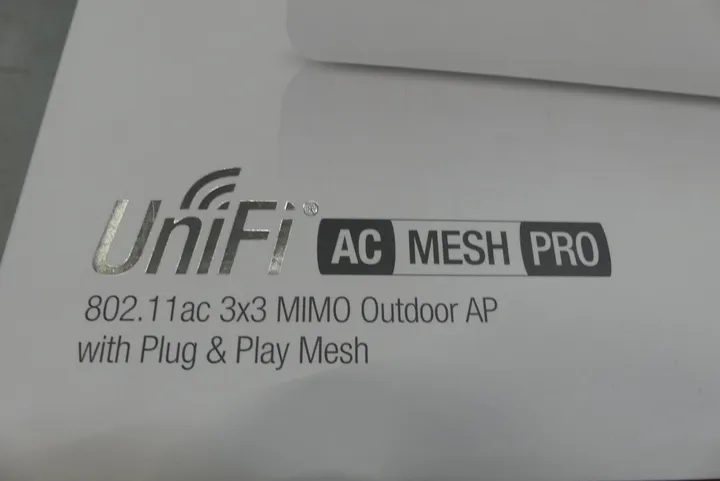 UniFi® AC MESH PRO
802.11ac 3x3 MIMO Outdoor AP
with Plug & Play Mesh